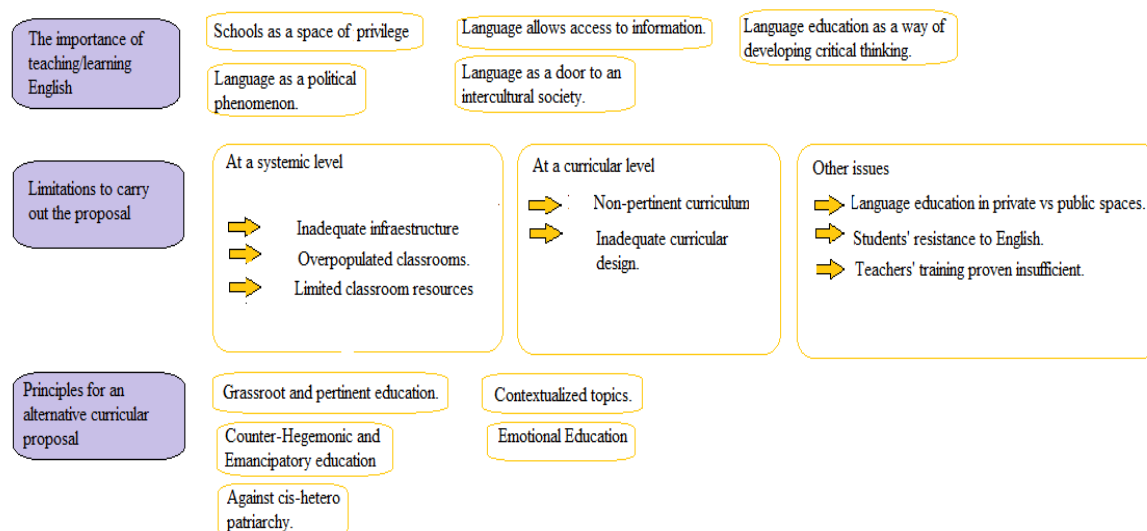 The importance of
teaching/learning
English
Schools as a space of privilege
Language allows access to information.
Language education as a way of
developing critical thinking.
Language as a political
phenomenon.
Language as a door to an
intercultural society.
Limitations to carry
out the proposal
At a systemic level
Inadequate infraestructure
Overpopulated classrooms.
Limited classroom resources
At a curricular level
Non-pertinent curriculum
Inadequate curricular
design.
Other issues
Language education in private vs public spaces.
Students' resistance to English.
Teachers' training proven insufficient.
Principles for an
alternative curricular
proposal
Grassroot and pertinent education.
Contextualized topics.
Counter-Hegemonic and
Emancipatory education
Emotional Education
Against cis-hetero
patriarchy.